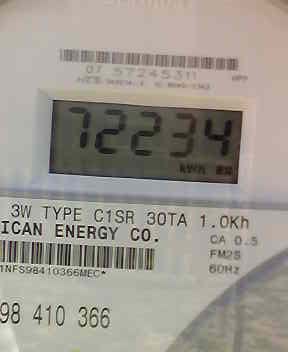 07 57245311
72234
kWh
3W TYPE C1SR 30TA 1.0Kh
ICAN ENERGY CO.
CA 0.5
FM2S
60Hz
1NFS98410366MEC*
98 410 366